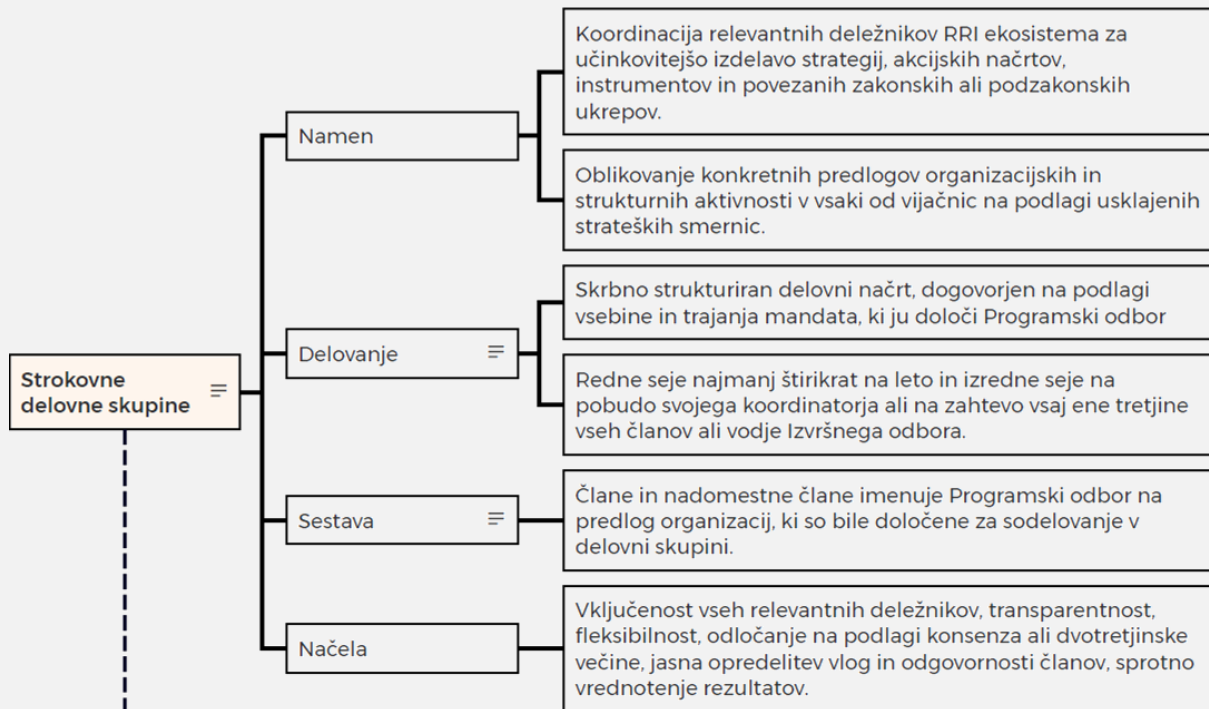 Koordinacija relevantnih deležnikov RRI ekosistema za
učinkovitejšo izdelavo strategij, akcijskih načrtov,
instrumentov in povezanih zakonskih ali podzakonskih
ukrepov.
Namen
Oblikovanje konkretnih predlogov organizacijskih in
strukturnih aktivnosti v vsaki od vijačnic na podlagi usklajenih
strateških smernic.
Skrbno strukturiran delovni načrt, dogovorjen na podlagi
vsebine in trajanja mandata, ki ju določi Programski odbor
Delovanje
Strokovne
delovne skupine
Redne seje najmanj štirikrat na leto in izredne seje na
pobudo svojega koordinatorja ali na zahtevo vsaj ene tretjine
vseh članov ali vodje Izvršnega odbora.
Sestava
Člane in nadomestne člane imenuje Programski odbor na
predlog organizacij, ki so bile določene za sodelovanje v
delovni skupini.
Načela
Vključenost vseh relevantnih deležnikov, transparentnost,
fleksibilnost, odločanje na podlagi konsenza ali dvotretjinske
večine, jasna opredelitev vlog in odgovornosti članov, sprotno
vrednotenje rezultatov.